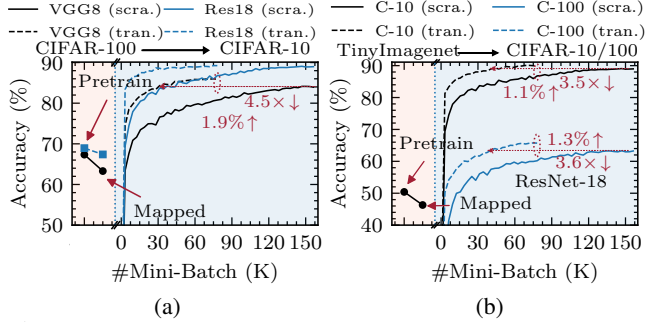 VGG8 (scra.) Res18 (scra.)
VGG8 (tran.) Res18 (tran.)
CIFAR-100 CIFAR-10
Accuracy (%)
90
80
70
60
50
Pretrain
Mapped
4.5×↓
1.9%↑
0 30 60 90 120 150
#Mini-Batch (K)
(a)
C-10 (scra.) C-100 (scra.)
C-10 (tran.) C-100 (tran.)
TinyImagenet CIFAR-10/100
Accuracy (%)
90
80
70
60
50
40
Pretrain
Mapped
1.1%↑
3.5×↓
1.3%↑
3.6×↓
ResNet-18
0 30 60 90 120 150
#Mini-Batch (K)
(b)